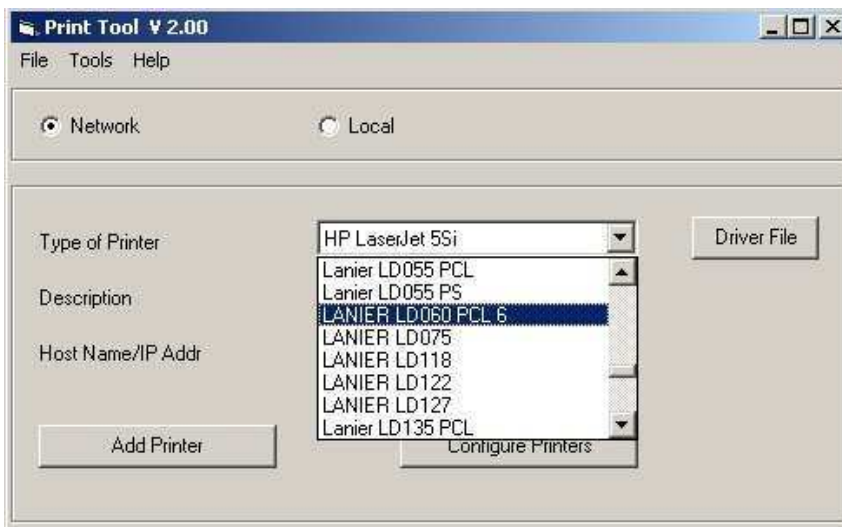 Print Tool V 2.00
File Tools Help
Network Local
Type of Printer HP LaserJet 5Si Driver File
Lanier LD055 PCL
Description Lanier LD055 PS
LANIER LD060 PCL 6
LANIER LD075
Host Name/IP Addr LANIER LD118
LANIER LD122
LANIER LD127
Lanier LD135 PCL
Add Printer Configure Printers